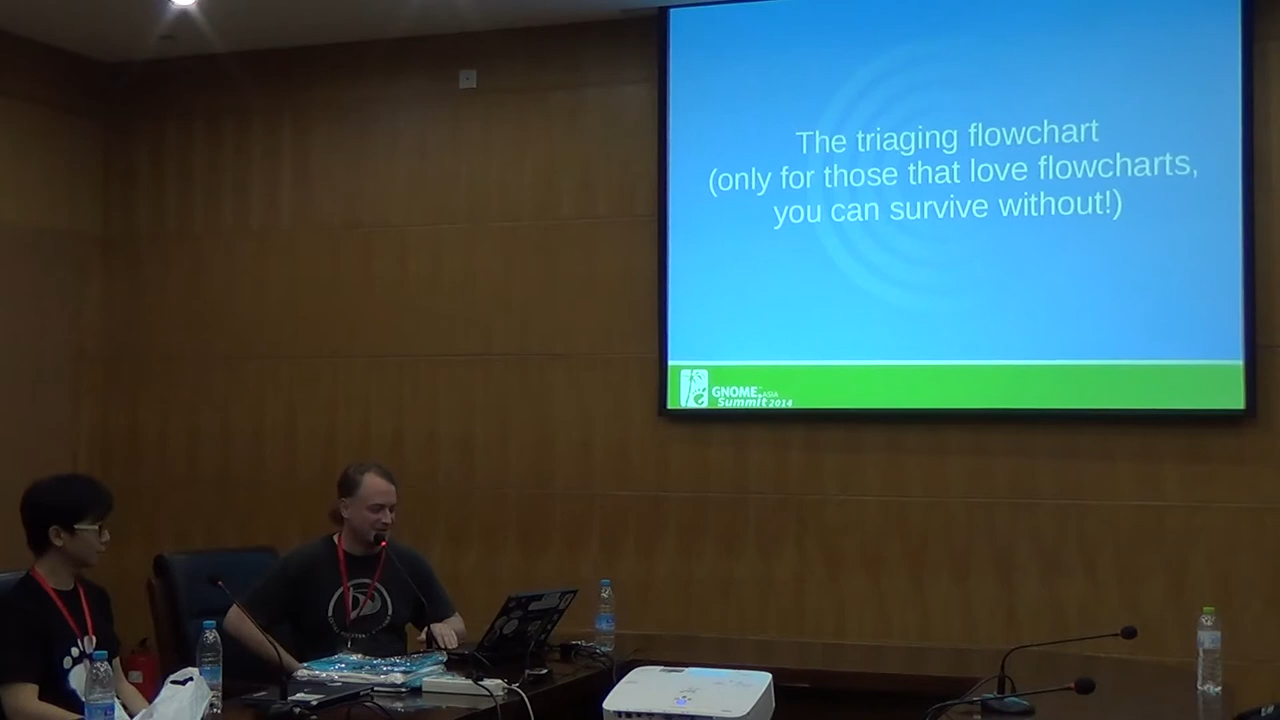 The triaging flowchart
(only for those that love flowcharts,
you can survive without!)
GNOME.ASIA
Summit 2014